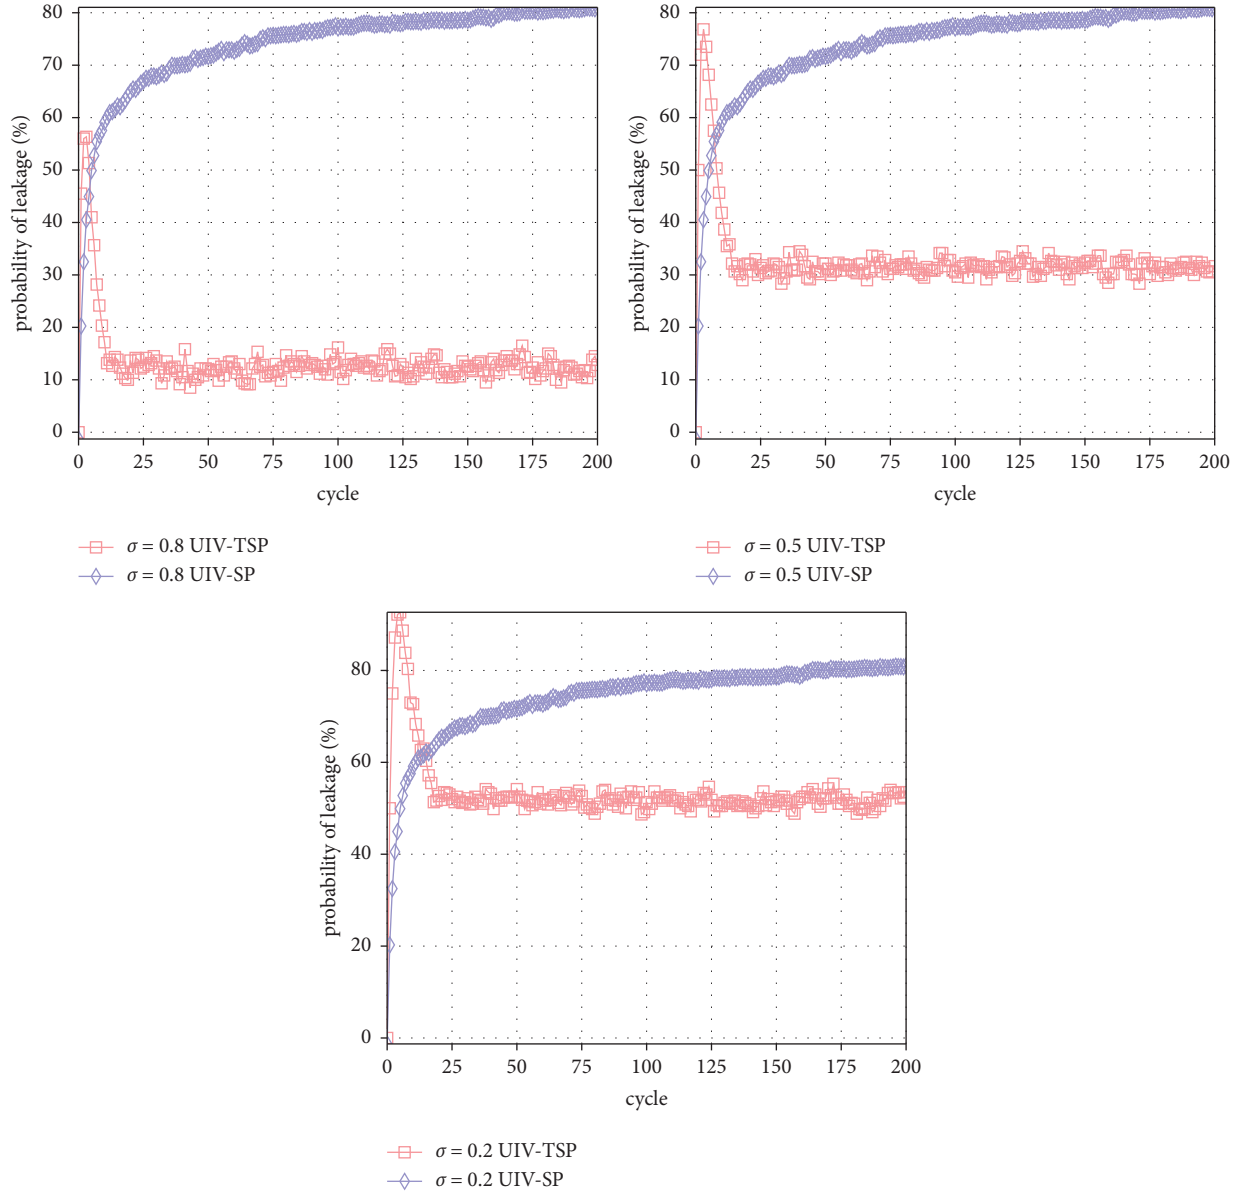 probability of leakage (%)
80
70
60
50
40
30
20
10
0
0 25 50 75 100 125 150 175 200
cycle
σ = 0.8 UIV-TSP
σ = 0.8 UIV-SP
probability of leakage (%)
80
70
60
50
40
30
20
10
0
0 25 50 75 100 125 150 175 200
cycle
σ = 0.5 UIV-TSP
σ = 0.5 UIV-SP
probability of leakage (%)
80
60
40
20
0
0 25 50 75 100 125 150 175 200
cycle
σ = 0.2 UIV-TSP
σ = 0.2 UIV-SP